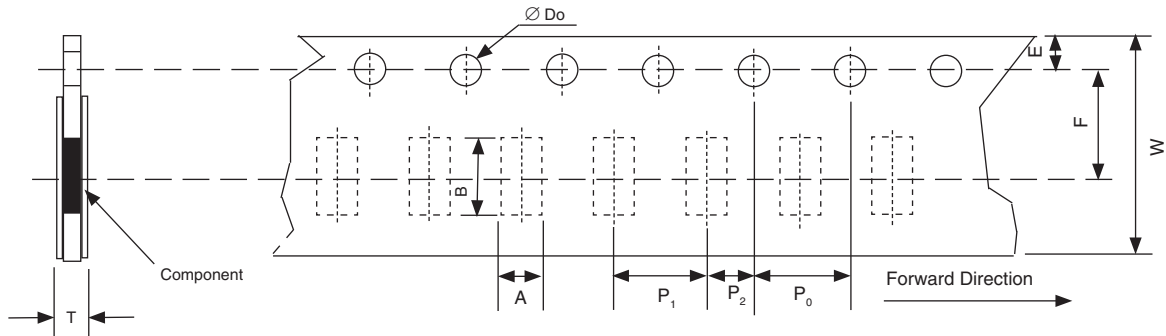 ∅ Do
E
F
W
B
Component
T
A
P₁
P₂
P₀
Forward Direction